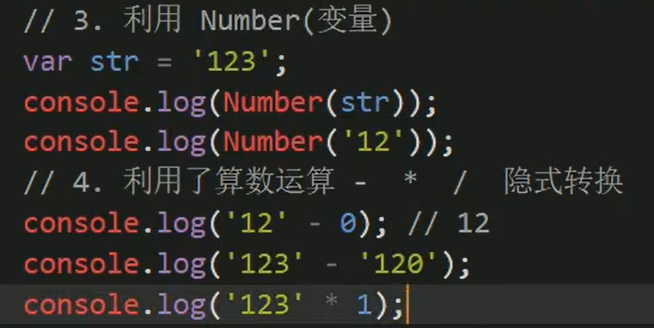 // 3. 利用 Number(变量)
var str = '123';
console.log(Number(str));
console.log(Number('12'));
// 4. 利用了算数运算 - * / 隐式转换
console.log('12' - 0); // 12
console.log('123' - '120');
console.log('123' * 1);